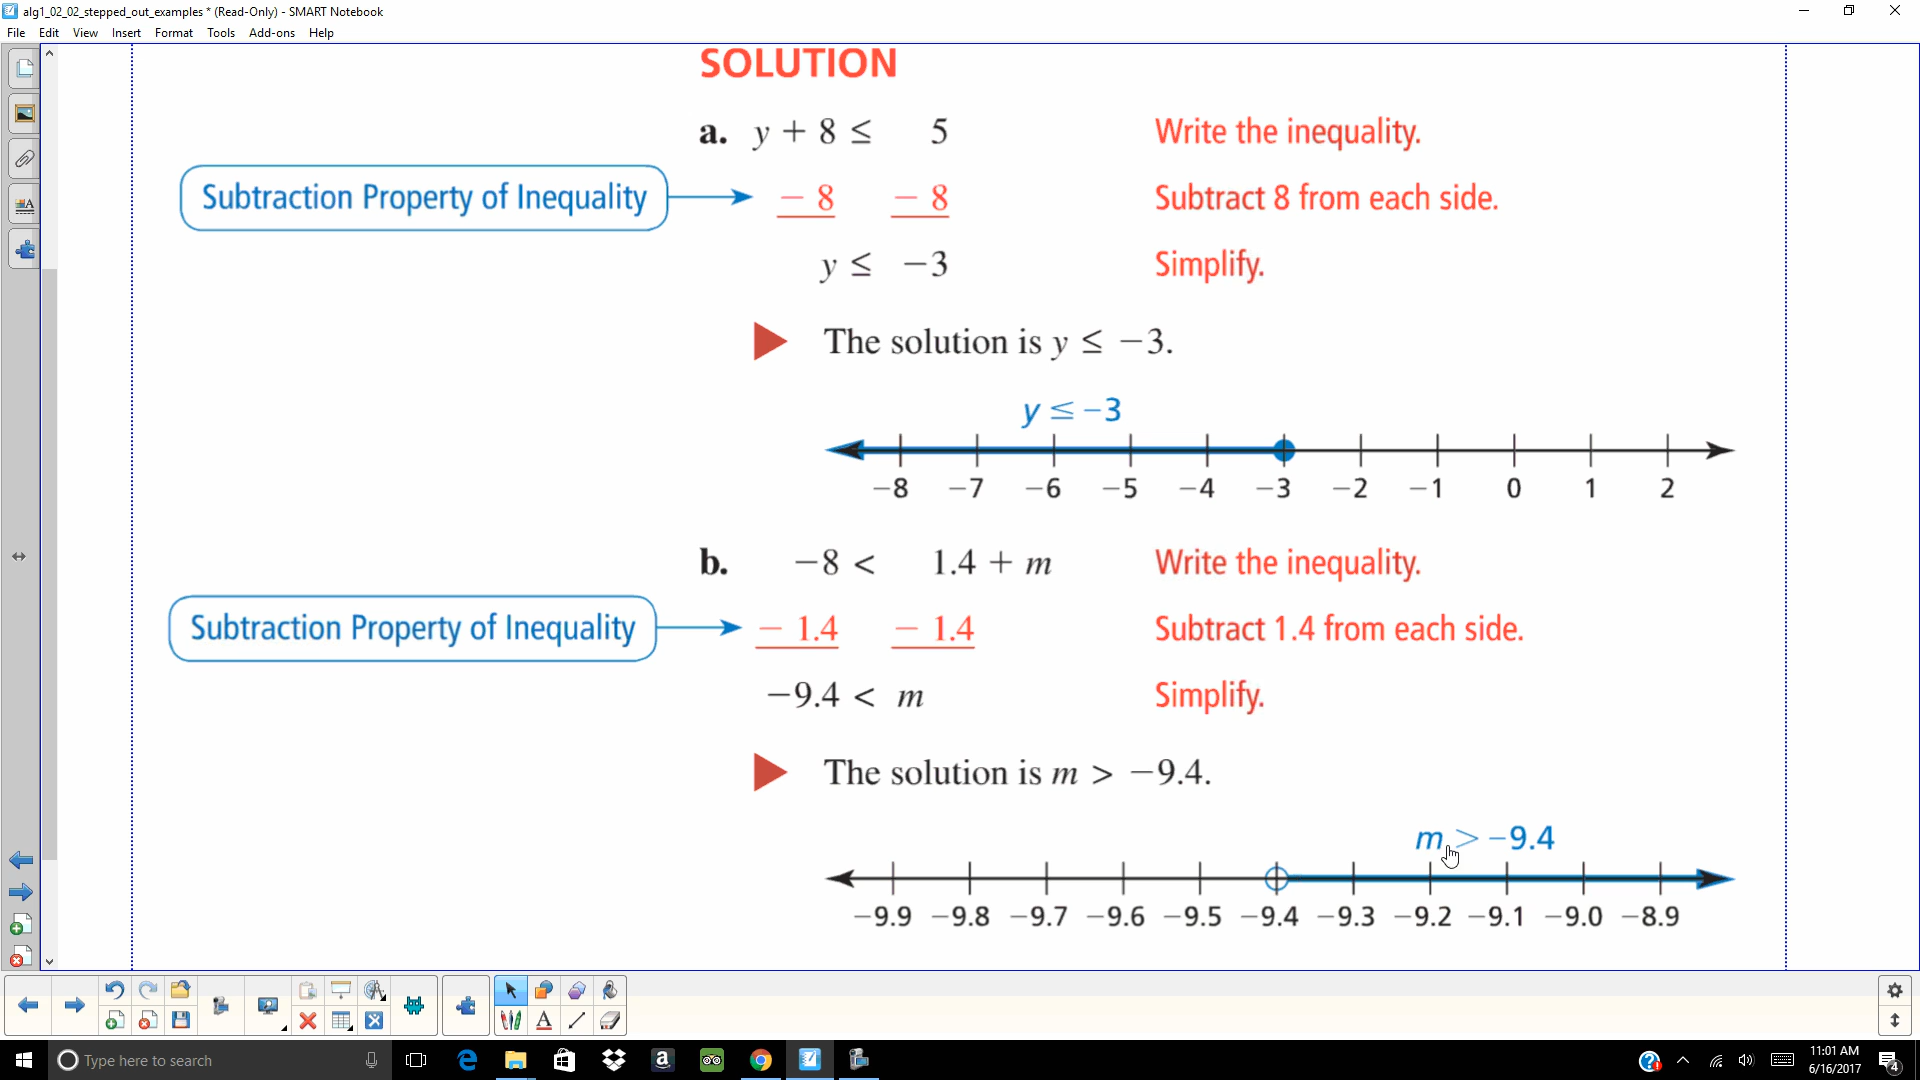 alg1_02_02_stepped_out_examples * (Read-Only) - SMART Notebook
File Edit View Insert Format Tools Add-ons Help
SOLUTION
a. y + 8 ≤ 5 Write the inequality.
Subtraction Property of Inequality − 8 − 8 Subtract 8 from each side.
y ≤ −3 Simplify.
The solution is y ≤ −3.
y ≤ −3
−8 −7 −6 −5 −4 −3 −2 −1 0 1 2
b. −8 < 1.4 + m Write the inequality.
Subtraction Property of Inequality − 1.4 − 1.4 Subtract 1.4 from each side.
−9.4 < m Simplify.
The solution is m > −9.4.
m > −9.4
−9.9 −9.8 −9.7 −9.6 −9.5 −9.4 −9.3 −9.2 −9.1 −9.0 −8.9
Type here to search
11:01 AM
6/16/2017
4